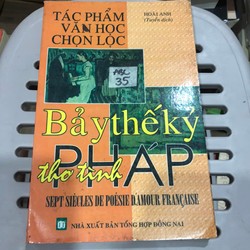 TÁC PHẨM
VĂN HỌC
CHỌN LỌC
HOÀI ANH
(Tuyển dịch)
35
Bảy thế kỷ
thơ tình PHÁP
SEPT SIÈCLES DE POÉSIE D'AMOUR FRANÇAISE
NHÀ XUẤT BẢN TỔNG HỢP ĐỒNG NAI